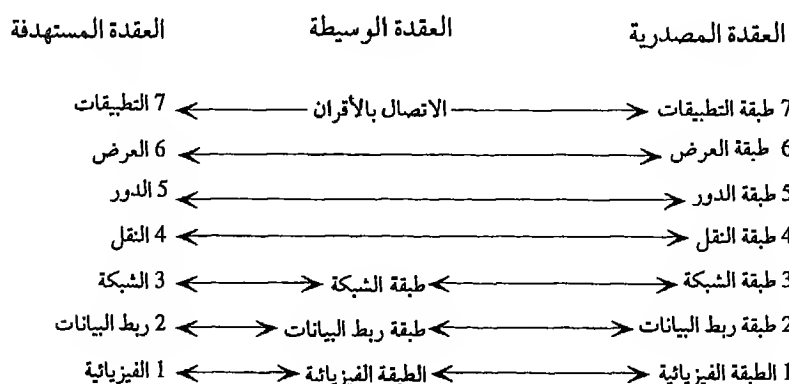 العقدة المصدرية العقدة الوسيطة العقدة المستهدفة
7 طبقة التطبيقات الاتصال بالأقران 7 التطبيقات
6 طبقة العرض 6 العرض
5 طبقة الدور 5 الدور
4 طبقة النقل 4 النقل
3 طبقة الشبكة طبقة الشبكة 3 الشبكة
2 طبقة ربط البيانات طبقة ربط البيانات 2 ربط البيانات
1 الطبقة الفيزيائية الطبقة الفيزيائية 1 الفيزيائية